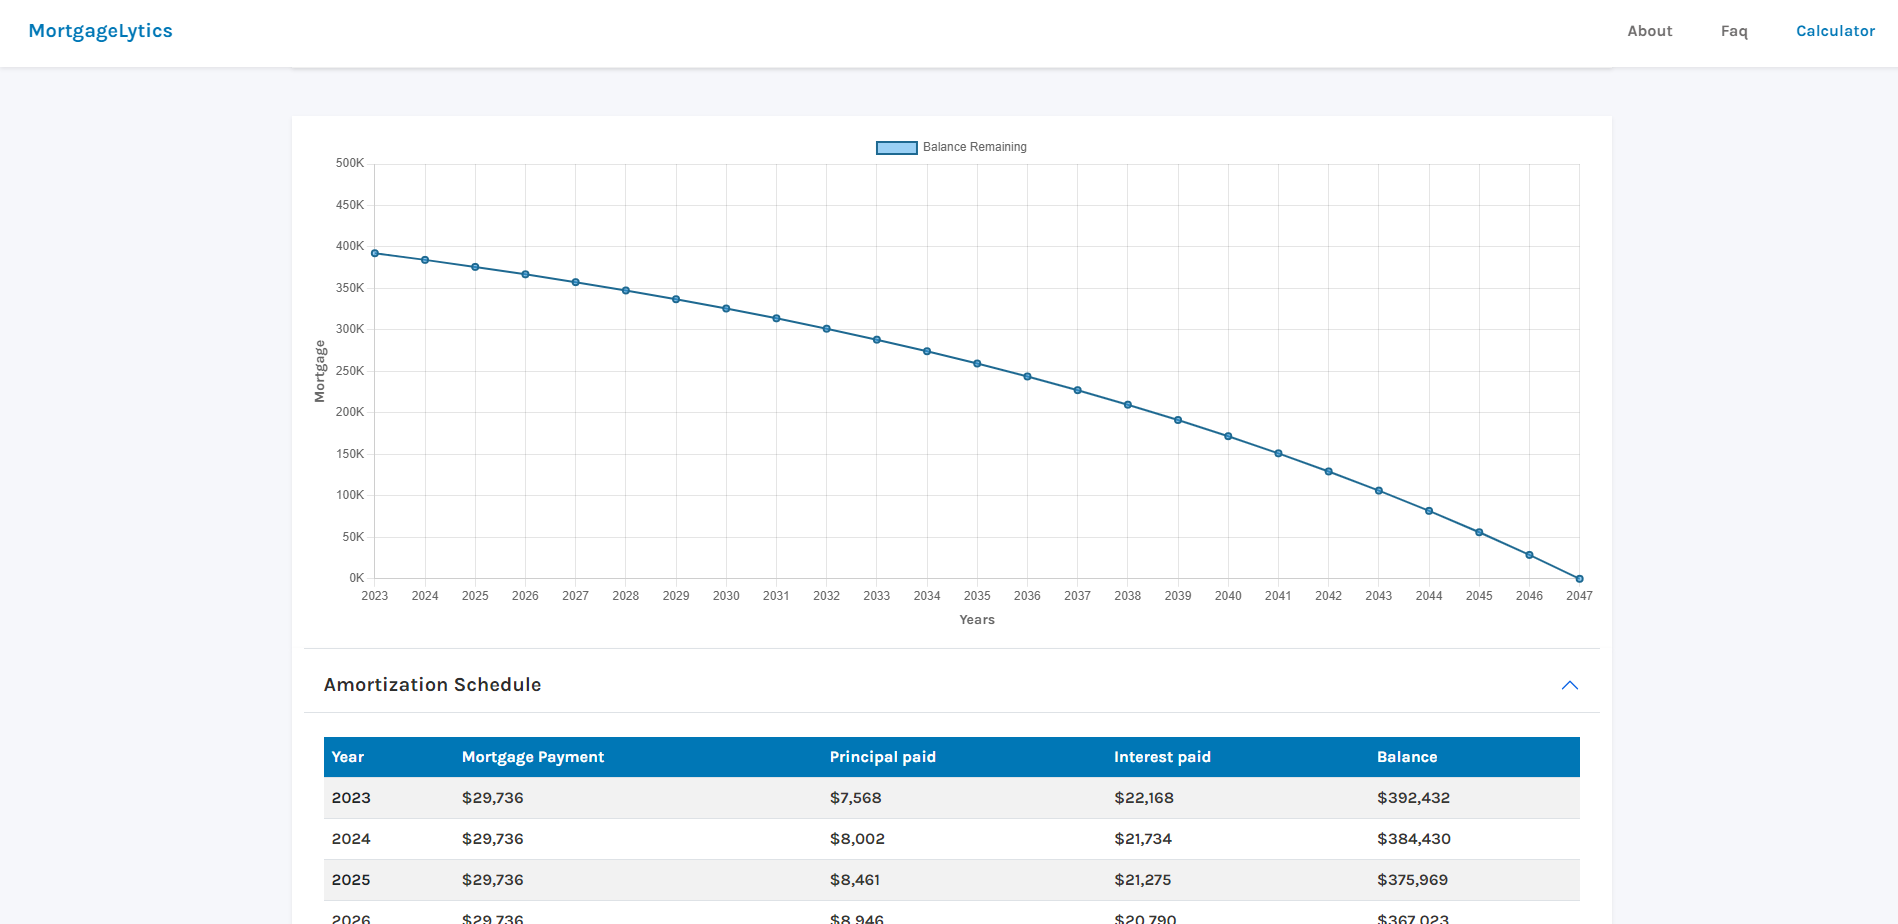 MortgageLytics
About Faq Calculator
Balance Remaining
500K
450K
400K
350K
300K
250K
200K
150K
100K
50K
0K
Mortgage
2023 2024 2025 2026 2027 2028 2029 2030 2031 2032 2033 2034 2035 2036 2037 2038 2039 2040 2041 2042 2043 2044 2045 2046 2047
Years
Amortization Schedule
Year Mortgage Payment Principal paid Interest paid Balance
2023 $29,736 $7,568 $22,168 $392,432
2024 $29,736 $8,002 $21,734 $384,430
2025 $29,736 $8,461 $21,275 $375,969
2026 $29,736 $8,946 $20,790 $367,023